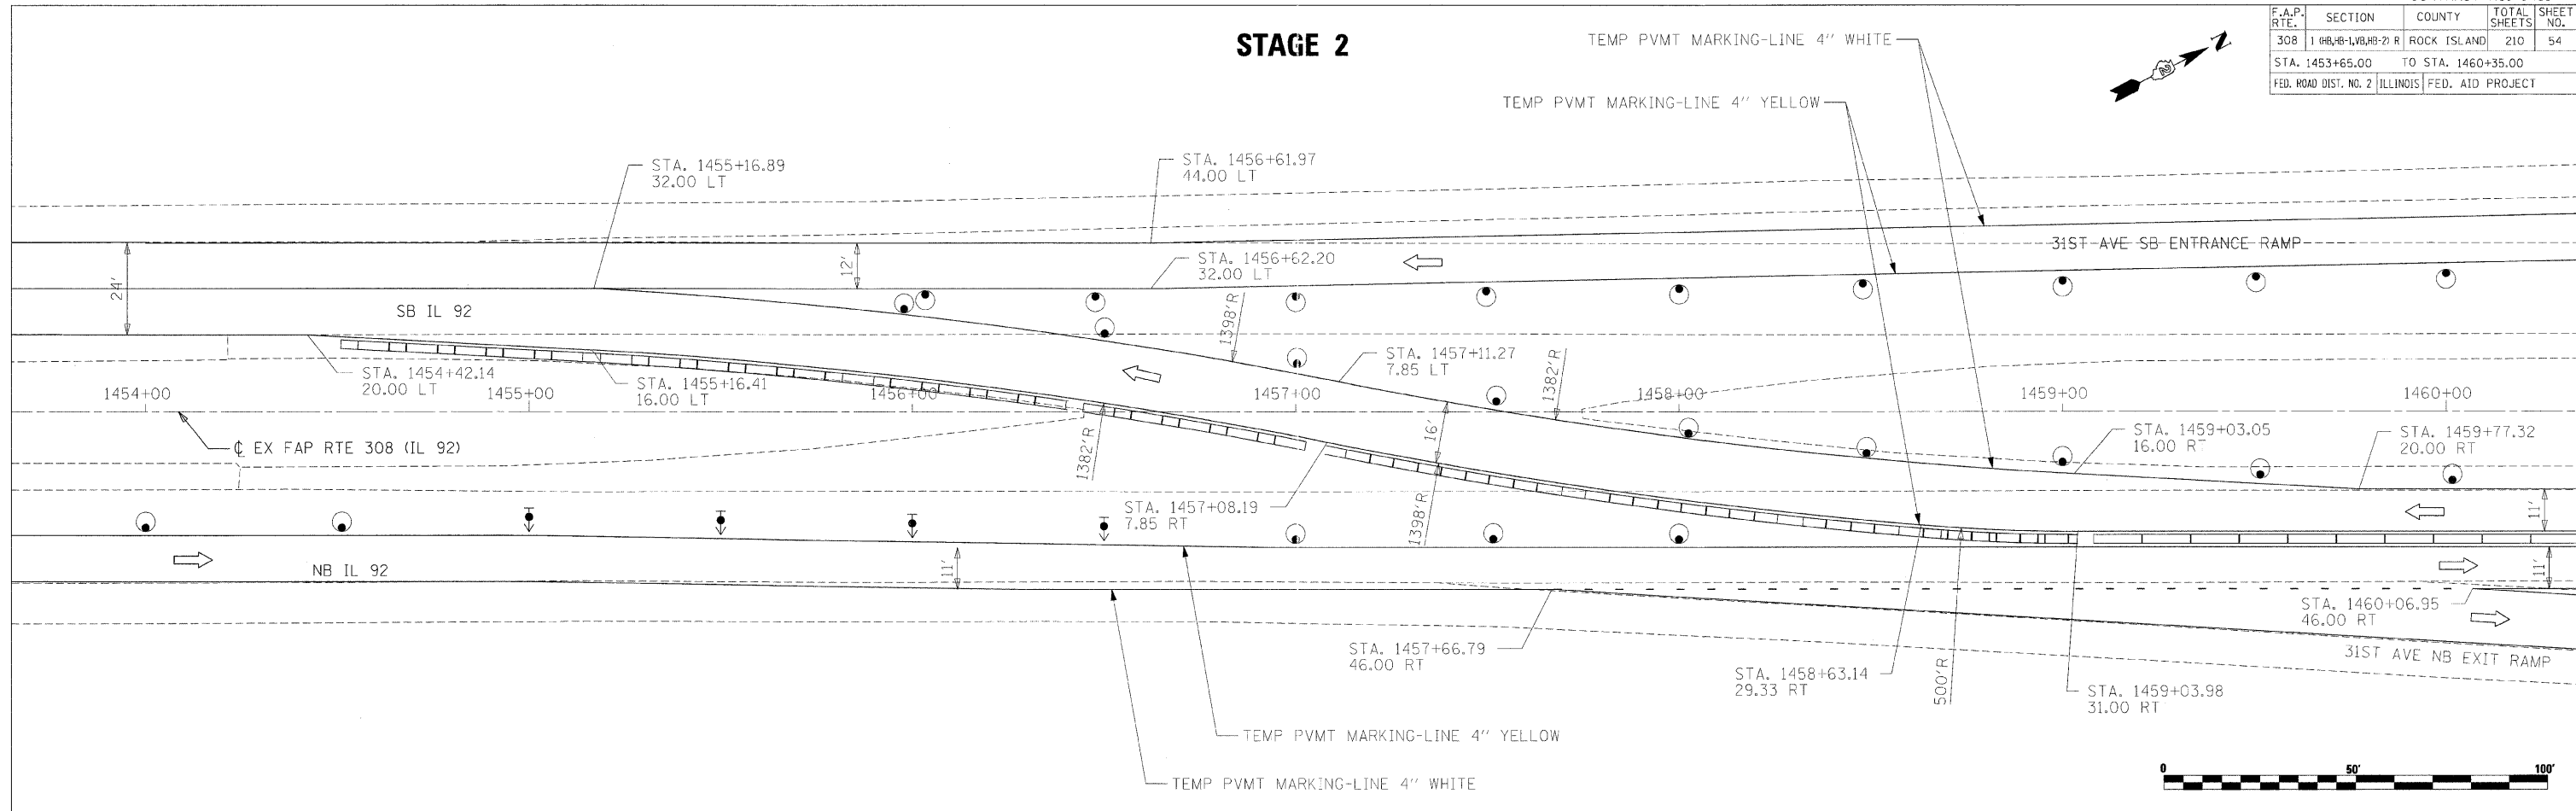 STAGE 2
F.A.P. RTE. SECTION COUNTY TOTAL SHEETS SHEET NO.
308 1 (HB,HB-1,VB,HB-2) R ROCK ISLAND 210 54
STA. 1453+65.00 TO STA. 1460+35.00
FED. ROAD DIST. NO. 2 ILLINOIS FED. AID PROJECT
N
TEMP PVMT MARKING-LINE 4" WHITE
TEMP PVMT MARKING-LINE 4" YELLOW
STA. 1455+16.89
32.00 LT
STA. 1456+61.97
44.00 LT
31ST AVE SB ENTRANCE RAMP
STA. 1456+62.20
32.00 LT
24'
12'
SB IL 92
1398'R
STA. 1457+11.27
7.85 LT
1382'R
STA. 1454+42.14
20.00 LT
STA. 1455+16.41
16.00 LT
1454+00
1455+00
1456+00
1457+00
1458+00
1459+00
1460+00
℄ EX FAP RTE 308 (IL 92)
1382'R
16'
STA. 1459+03.05
16.00 RT
STA. 1459+77.32
20.00 RT
STA. 1457+08.19
7.85 RT
1398'R
11'
NB IL 92
11'
11'
STA. 1460+06.95
46.00 RT
STA. 1457+66.79
46.00 RT
31ST AVE NB EXIT RAMP
STA. 1458+63.14
29.33 RT
500'R
STA. 1459+03.98
31.00 RT
TEMP PVMT MARKING-LINE 4" YELLOW
TEMP PVMT MARKING-LINE 4" WHITE
0 50' 100'